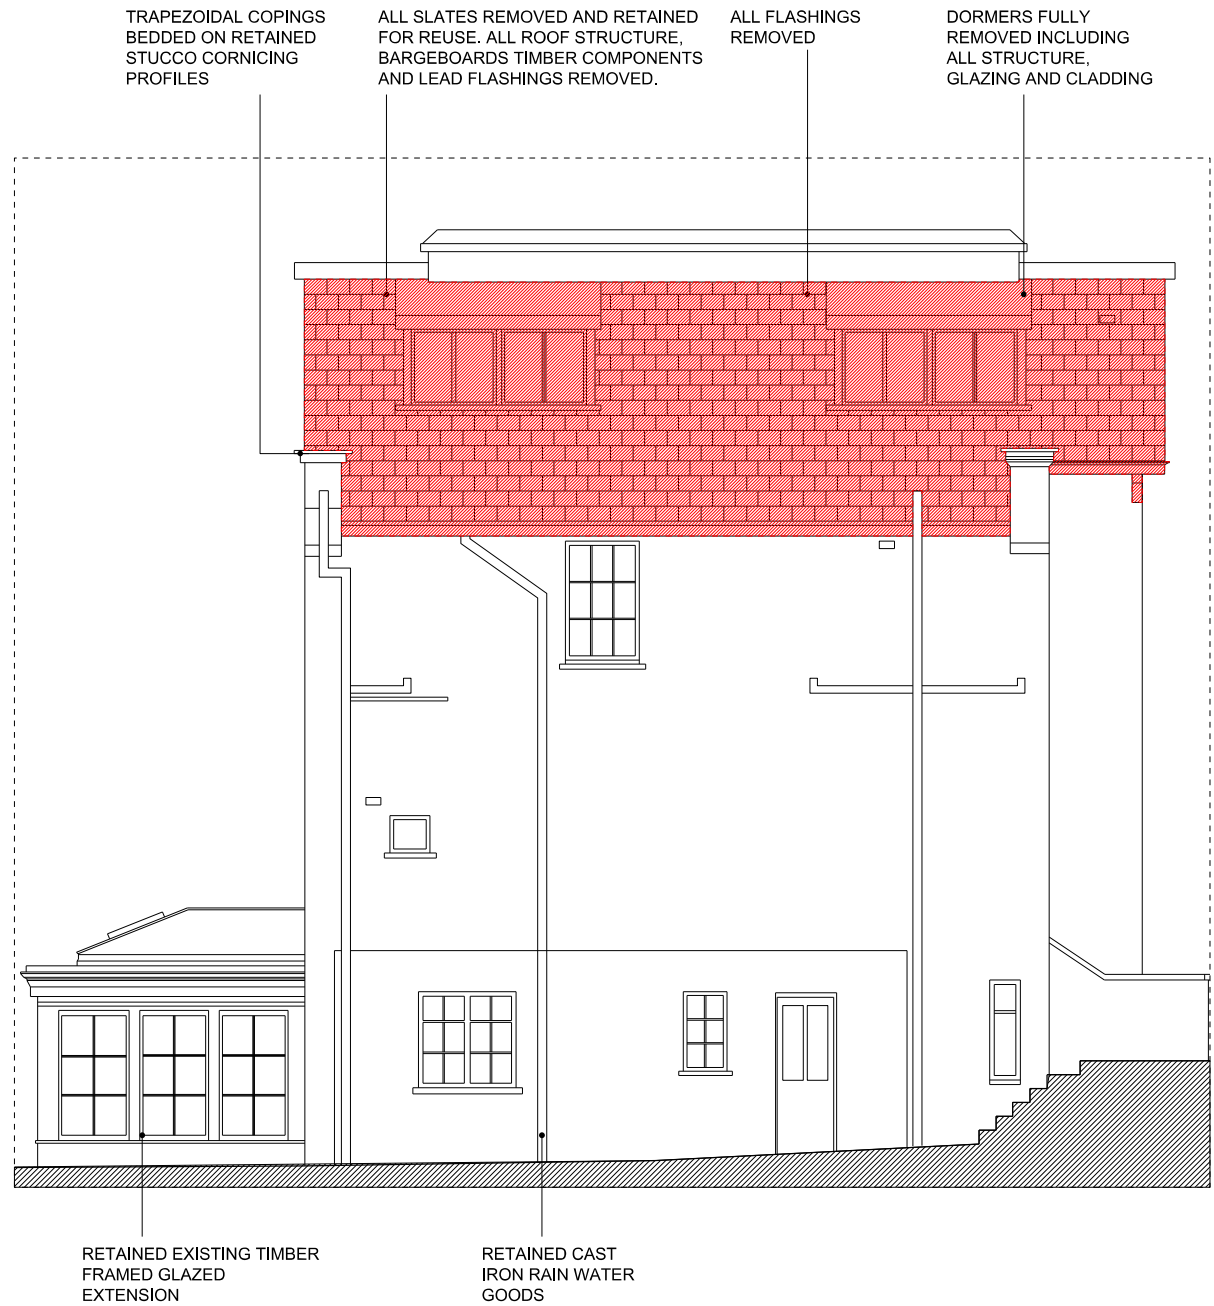 TRAPEZOIDAL COPINGS
BEDDED ON RETAINED
STUCCO CORNICING
PROFILES
ALL SLATES REMOVED AND RETAINED
FOR REUSE. ALL ROOF STRUCTURE,
BARGEBOARDS TIMBER COMPONENTS
AND LEAD FLASHINGS REMOVED.
ALL FLASHINGS
REMOVED
DORMERS FULLY
REMOVED INCLUDING
ALL STRUCTURE,
GLAZING AND CLADDING
RETAINED EXISTING TIMBER
FRAMED GLAZED
EXTENSION
RETAINED CAST
IRON RAIN WATER
GOODS